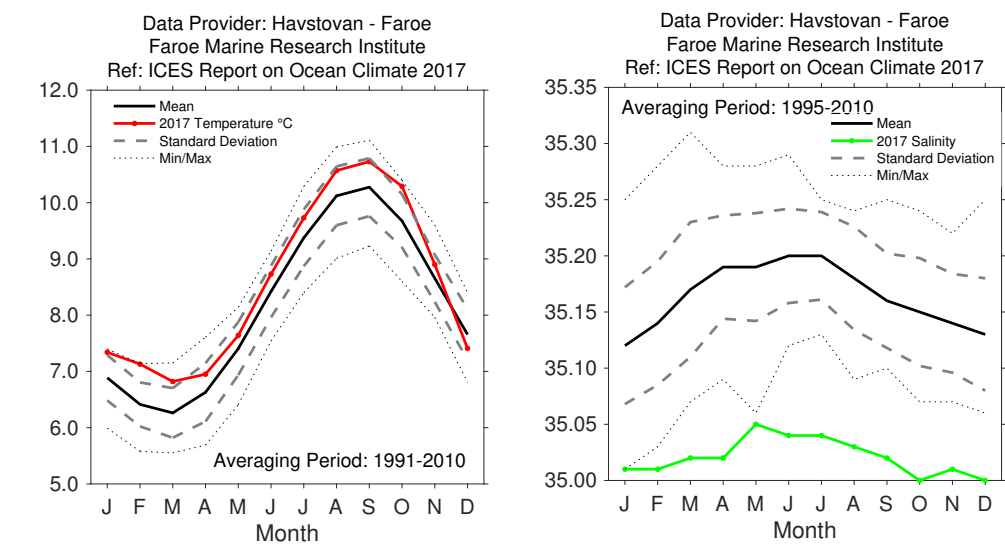 Data Provider: Havstovan - Faroe
Faroe Marine Research Institute
Ref: ICES Report on Ocean Climate 2017
12.0
11.0
10.0
9.0
8.0
7.0
6.0
5.0
Mean
2017 Temperature °C
Standard Deviation
Min/Max
Averaging Period: 1991-2010
J F M A M J J A S O N D
Month
Data Provider: Havstovan - Faroe
Faroe Marine Research Institute
Ref: ICES Report on Ocean Climate 2017
35.35
35.30
35.25
35.20
35.15
35.10
35.05
35.00
Averaging Period: 1995-2010
Mean
2017 Salinity
Standard Deviation
Min/Max
J F M A M J J A S O N D
Month